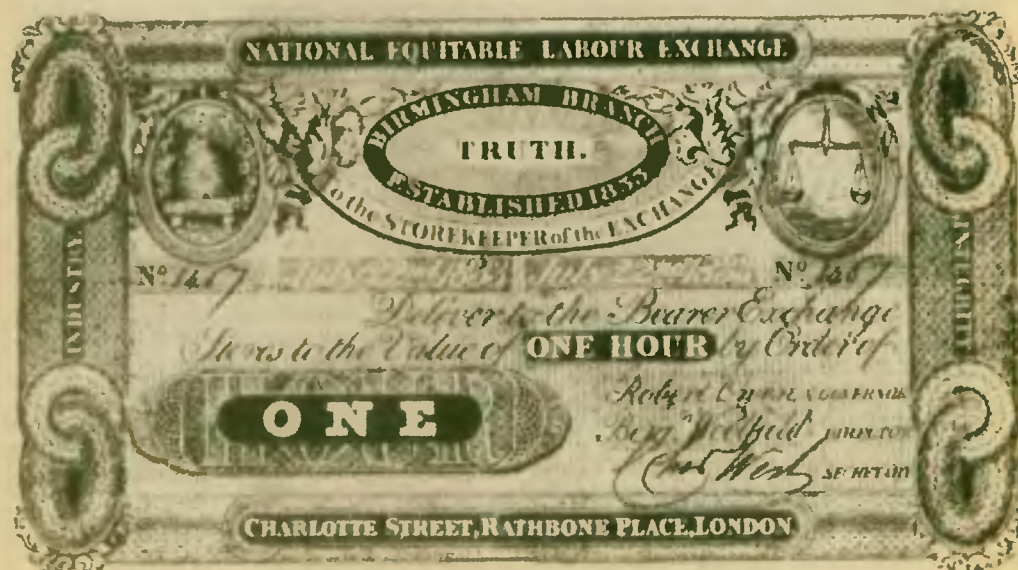 NATIONAL EQUITABLE LABOUR EXCHANGE
BIRMINGHAM BRANCH
TRUTH.
ESTABLISHED 1833
To the STOREKEEPER of the EXCHANGE
INDUSTRY
INTEGRITY
Nº Nº
Deliver to the Bearer Exchange
Stores to the Value of ONE HOUR by Order of
ONE
Robert Owen GOVERNOR
DIRECTOR
SECRETARY
CHARLOTTE STREET, RATHBONE PLACE, LONDON